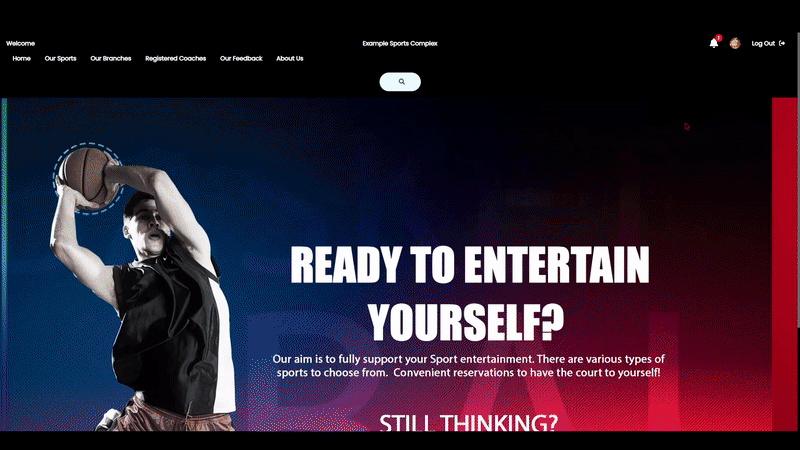 Welcome
Example Sports Complex
Log Out
Home Our Sports Our Branches Registered Coaches Our Feedback About Us
READY TO ENTERTAIN
YOURSELF?
Our aim is to fully support your Sport entertainment. There are various types of
sports to choose from. Convenient reservations to have the court to yourself!
STILL THINKING?